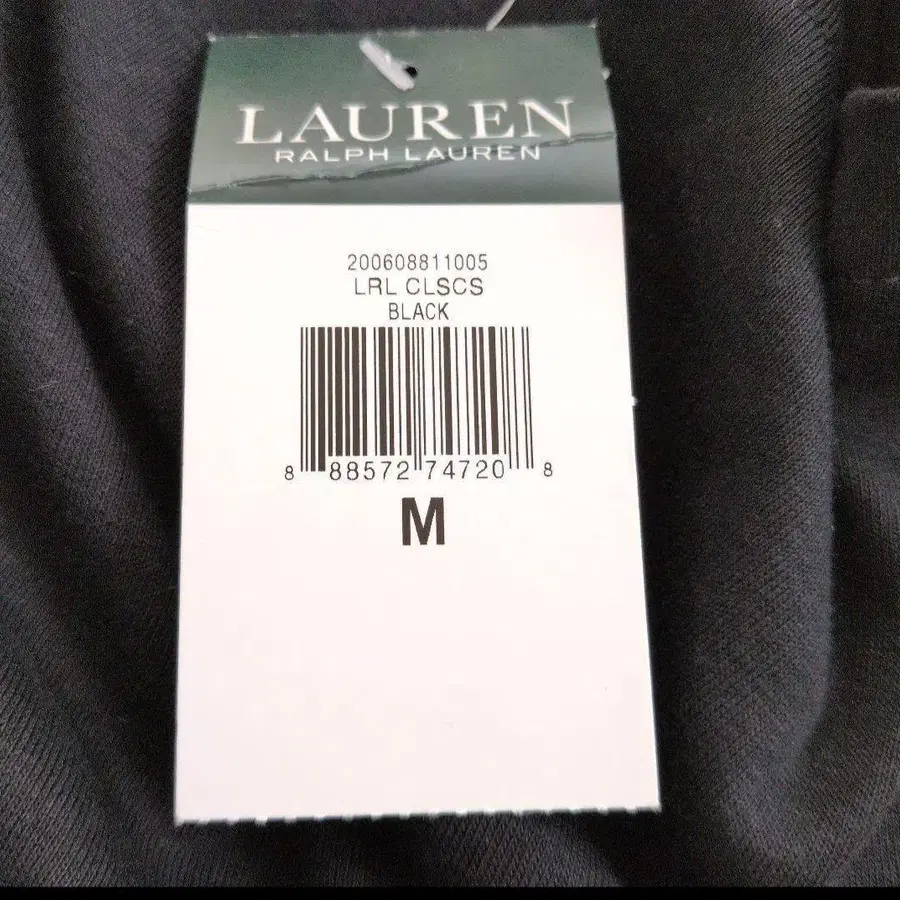 LAUREN
RALPH LAUREN
200608811005
LRL CLSCS
BLACK
8 88572 74720 8
M